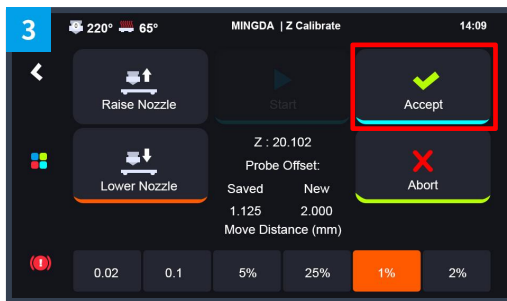 3
220° 65° MINGDA | Z Calibrate 14:09
Raise Nozzle
Start
Accept
Lower Nozzle
Z : 20.102
Probe Offset:
Saved New
1.125 2.000
Move Distance (mm)
Abort
0.02 0.1 5% 25% 1% 2%